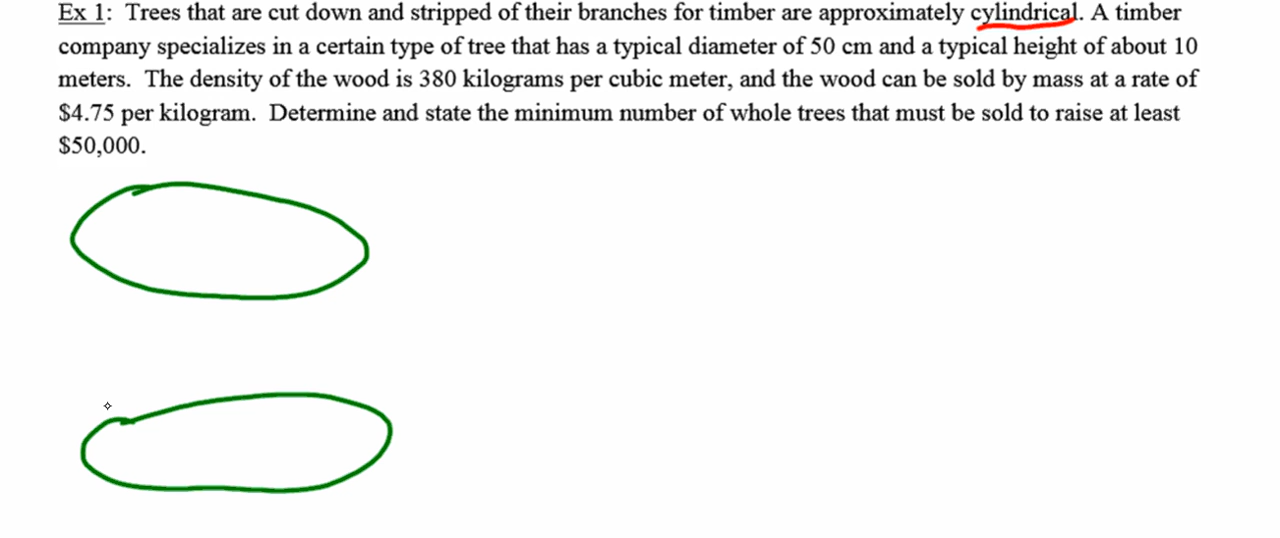 Ex 1: Trees that are cut down and stripped of their branches for timber are approximately cylindrical. A timber
company specializes in a certain type of tree that has a typical diameter of 50 cm and a typical height of about 10
meters. The density of the wood is 380 kilograms per cubic meter, and the wood can be sold by mass at a rate of
$4.75 per kilogram. Determine and state the minimum number of whole trees that must be sold to raise at least
$50,000.